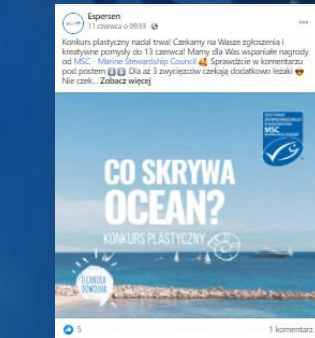 Espersen
11 czerwca o 09:33
Konkurs plastyczny nadal trwa! Czekamy na Wasze zgłoszenia i
kreatywne pomysły do 13 czerwca! Mamy dla Was wspaniałe nagrody
od MSC - Marine Stewardship Council Sprawdźcie w komentarzu
pod postem Dla aż 3 zwycięzców czekają dodatkowo leżaki
Nie czek... Zobacz więcej
MSC
CO SKRYWA
OCEAN?
KONKURS PLASTYCZNY
TECHNIKA
DOWOLNA
5
1 komentarz